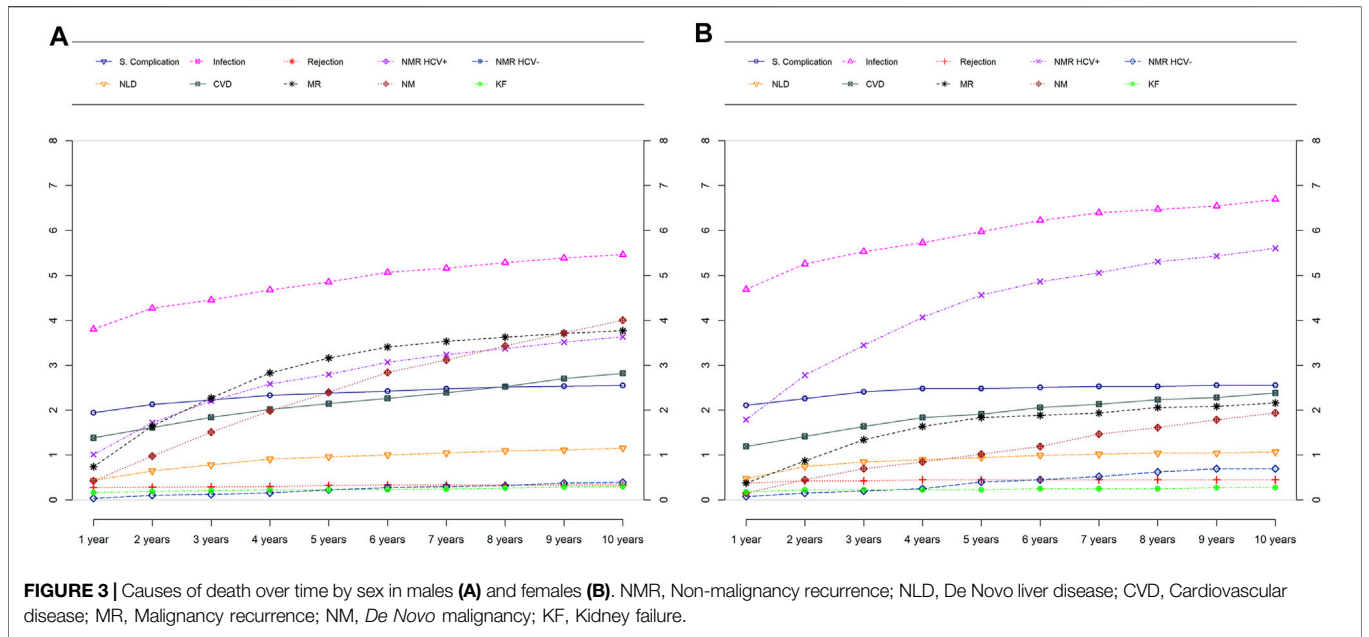 A
S. Complication Infection Rejection NMR HCV+ NMR HCV-
NLD CVD MR NM KF
8 8
7 7
6 6
5 5
4 4
3 3
2 2
1 1
0 0
1 year 2 years 3 years 4 years 5 years 6 years 7 years 8 years 9 years 10 years
B
S. Complication Infection Rejection NMR HCV+ NMR HCV-
NLD CVD MR NM KF
8 8
7 7
6 6
5 5
4 4
3 3
2 2
1 1
0 0
1 year 2 years 3 years 4 years 5 years 6 years 7 years 8 years 9 years 10 years
FIGURE 3 | Causes of death over time by sex in males (A) and females (B). NMR, Non-malignancy recurrence; NLD, De Novo liver disease; CVD, Cardiovascular
disease; MR, Malignancy recurrence; NM, De Novo malignancy; KF, Kidney failure.